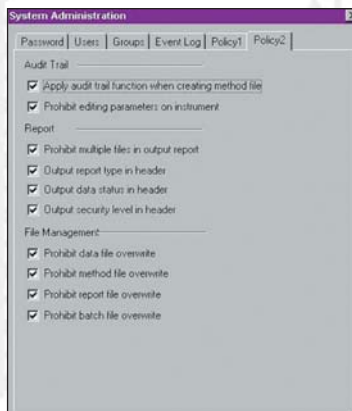 System Administration
Password Users Groups Event Log Policy1 Policy2
Audit Trail
Apply audit trail function when creating method file
Prohibit editing parameters on instrument
Report
Prohibit multiple files in output report
Output report type in header
Output data status in header
Output security level in header
File Management
Prohibit data file overwrite
Prohibit method file overwrite
Prohibit report file overwrite
Prohibit batch file overwrite